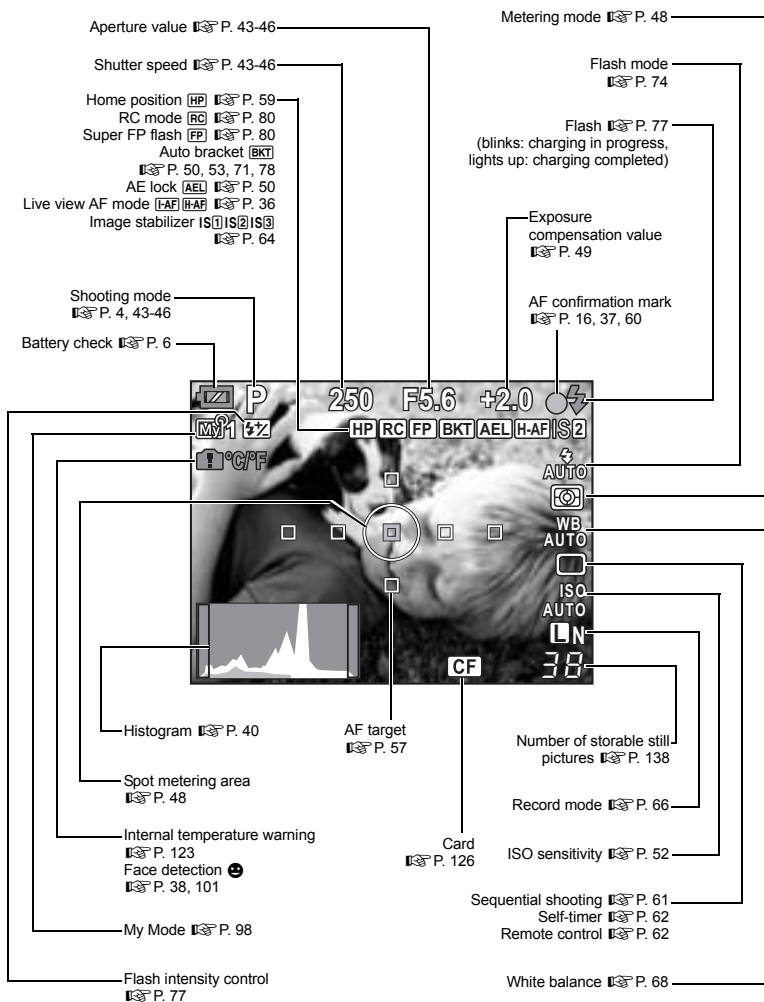 Aperture value P. 43-46
Metering mode P. 48
Shutter speed P. 43-46
Flash mode
P. 74
Home position HP P. 59
RC mode RC P. 80
Super FP flash FP P. 80
Auto bracket BKT
P. 50, 53, 71, 78
AE lock AEL P. 50
Live view AF mode I-AF H-AF P. 36
Image stabilizer IS1 IS2 IS3
P. 64
Flash P. 77
(blinks: charging in progress,
lights up: charging completed)
Exposure
compensation value
P. 49
Shooting mode
P. 4, 43-46
AF confirmation mark
P. 16, 37, 60
Battery check P. 6
P 250 F5.6 +2.0
My 1 HP RC FP BKT AEL H-AF IS2
°C/°F
AUTO
WB
AUTO
ISO
AUTO
L N
CF 38
Histogram P. 40
AF target
P. 57
Number of storable still
pictures P. 138
Spot metering area
P. 48
Record mode P. 66
Internal temperature warning
P. 123
Face detection
P. 38, 101
Card
P. 126
ISO sensitivity P. 52
Sequential shooting P. 61
Self-timer P. 62
Remote control P. 62
My Mode P. 98
Flash intensity control
P. 77
White balance P. 68